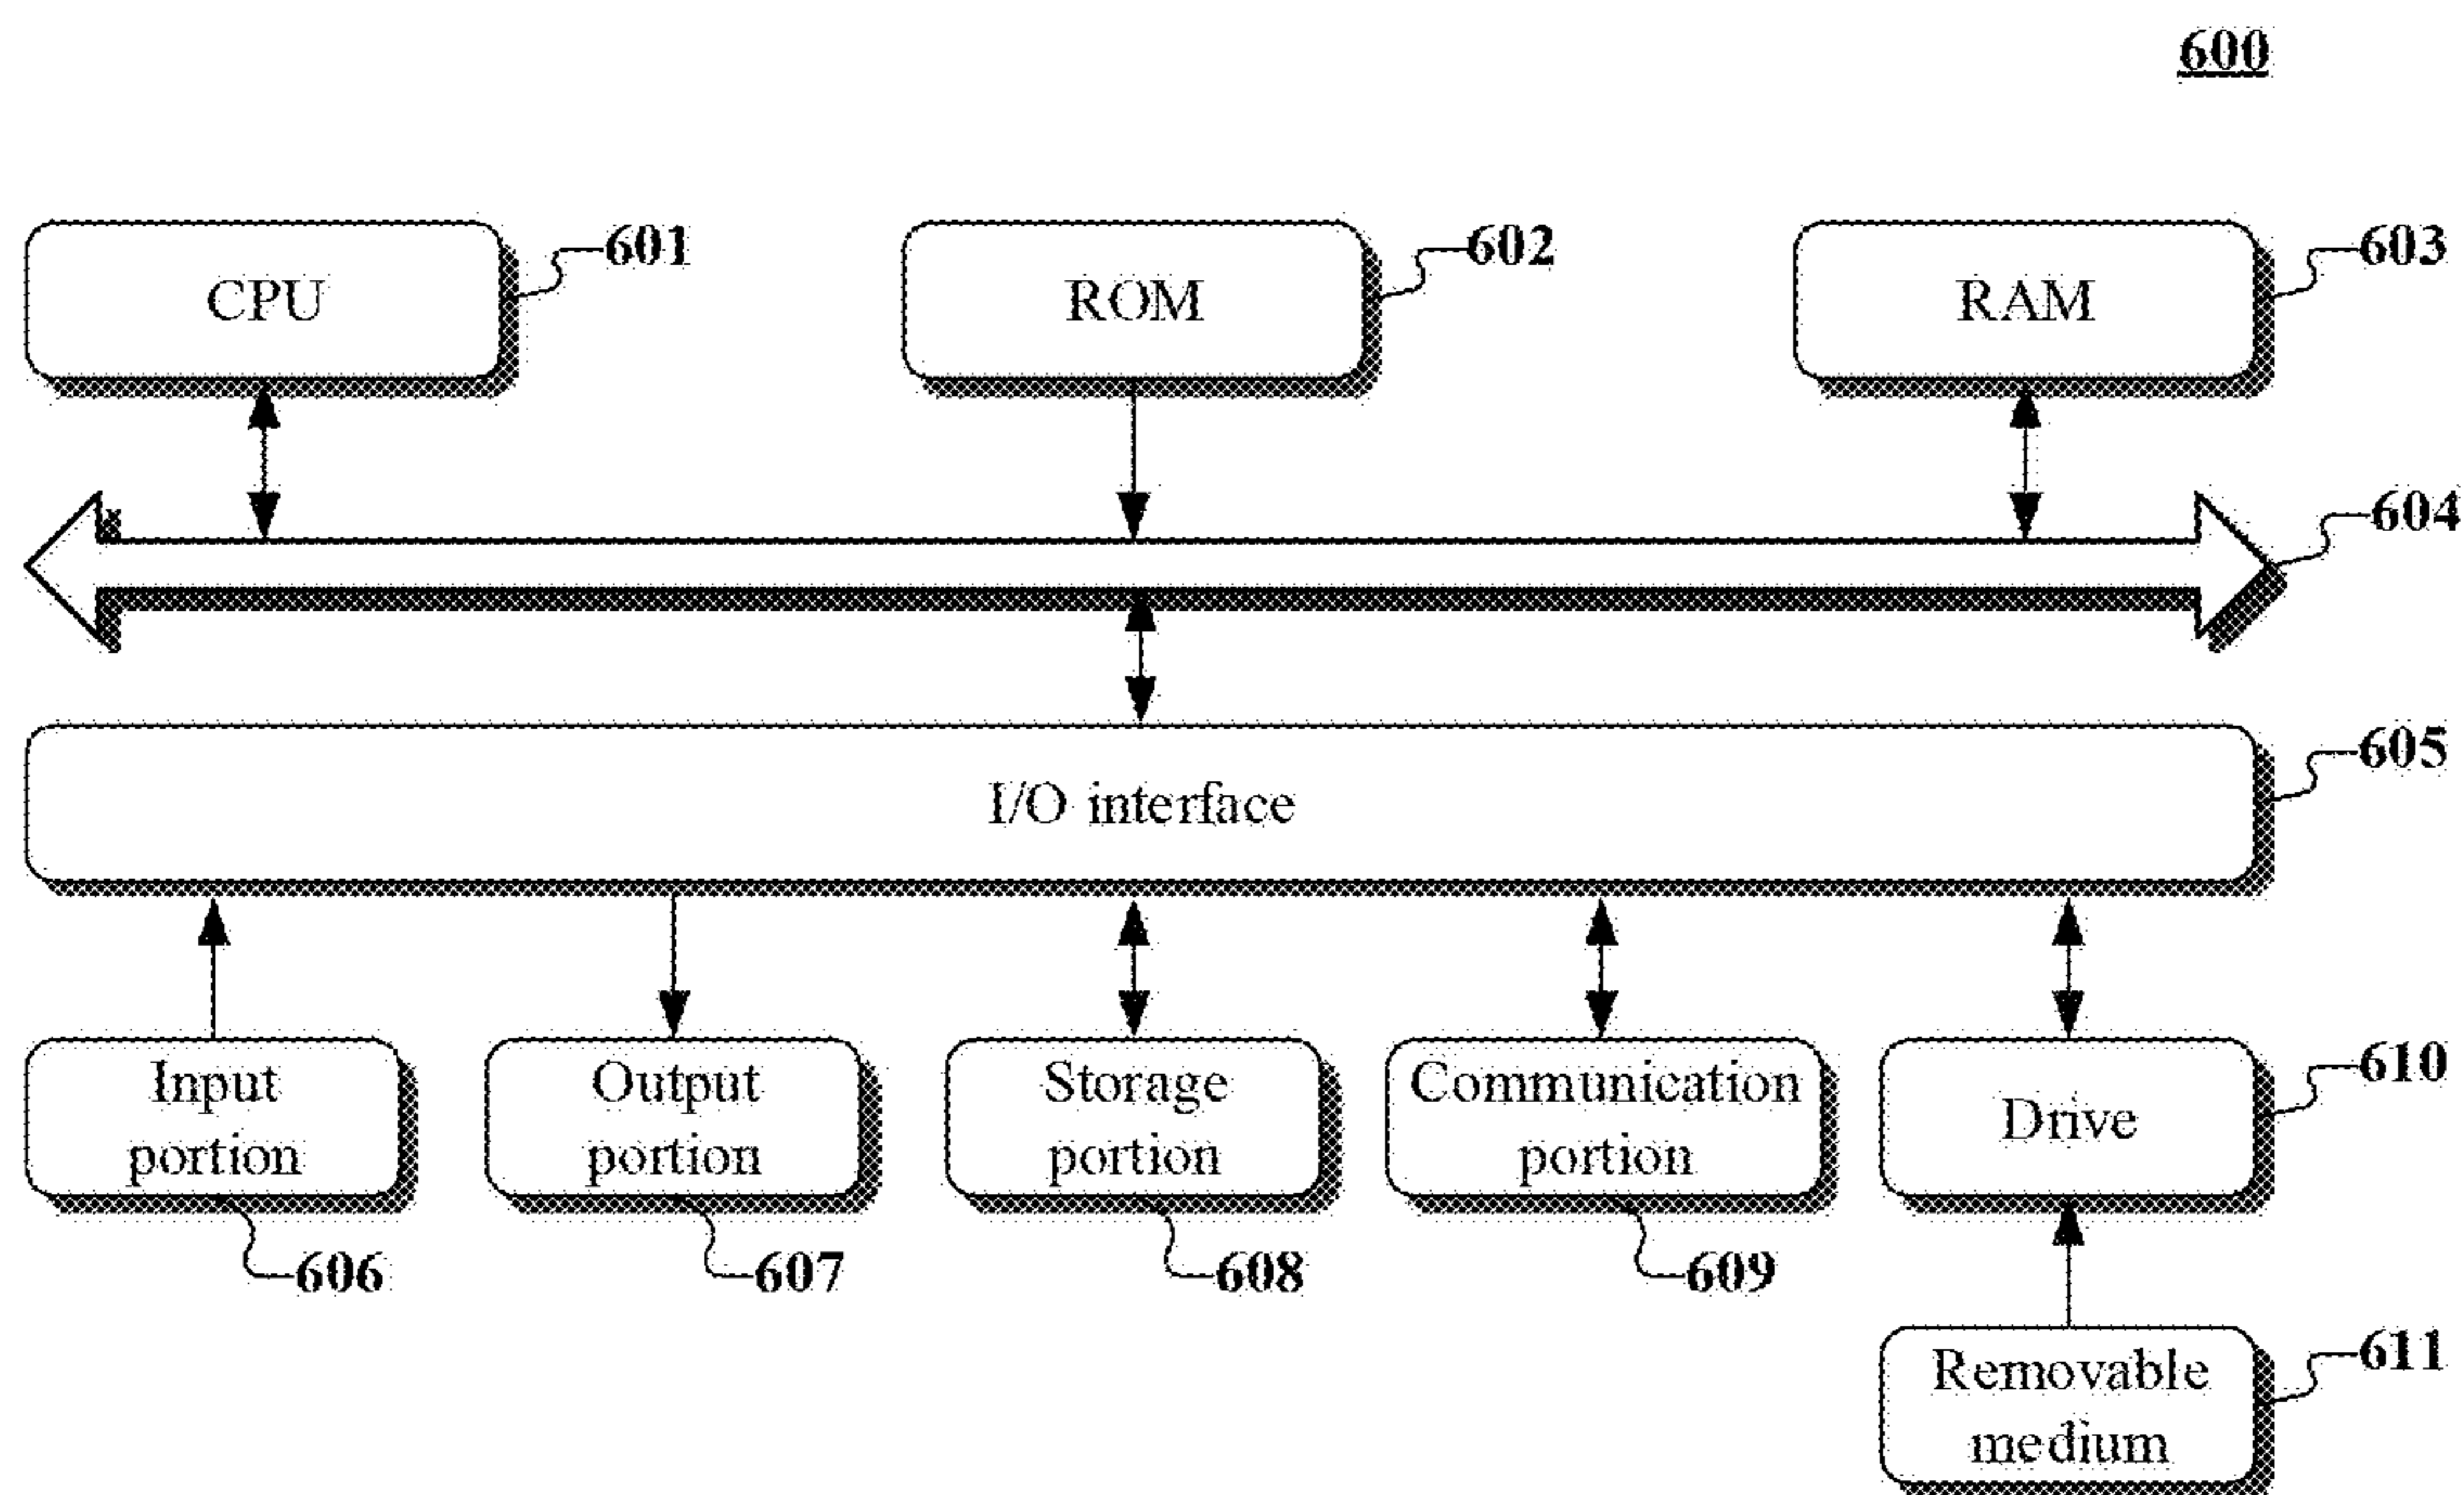 600
CPU
601
ROM
602
RAM
603
604
I/O interface
605
Input
portion
606
Output
portion
607
Storage
portion
608
Communication
portion
609
Drive
610
Removable
medium
611